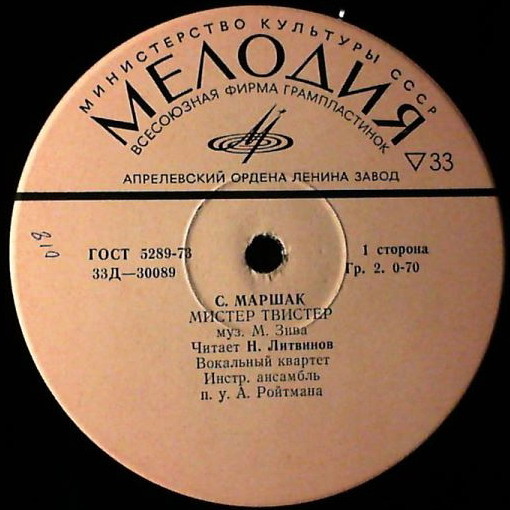 МИНИСТЕРСТВО КУЛЬТУРЫ СССР
МЕЛОДИЯ
ВСЕСОЮЗНАЯ ФИРМА ГРАМПЛАСТИНОК
▽33
АПРЕЛЕВСКИЙ ОРДЕНА ЛЕНИНА ЗАВОД
810
ГОСТ 5289-73
1 сторона
33Д—30089
Гр. 2. 0-70
С. МАРШАК
МИСТЕР ТВИСТЕР
муз. М. Зива
Читает Н. Литвинов
Вокальный квартет
Инстр. ансамбль
п. у. А. Ройтмана